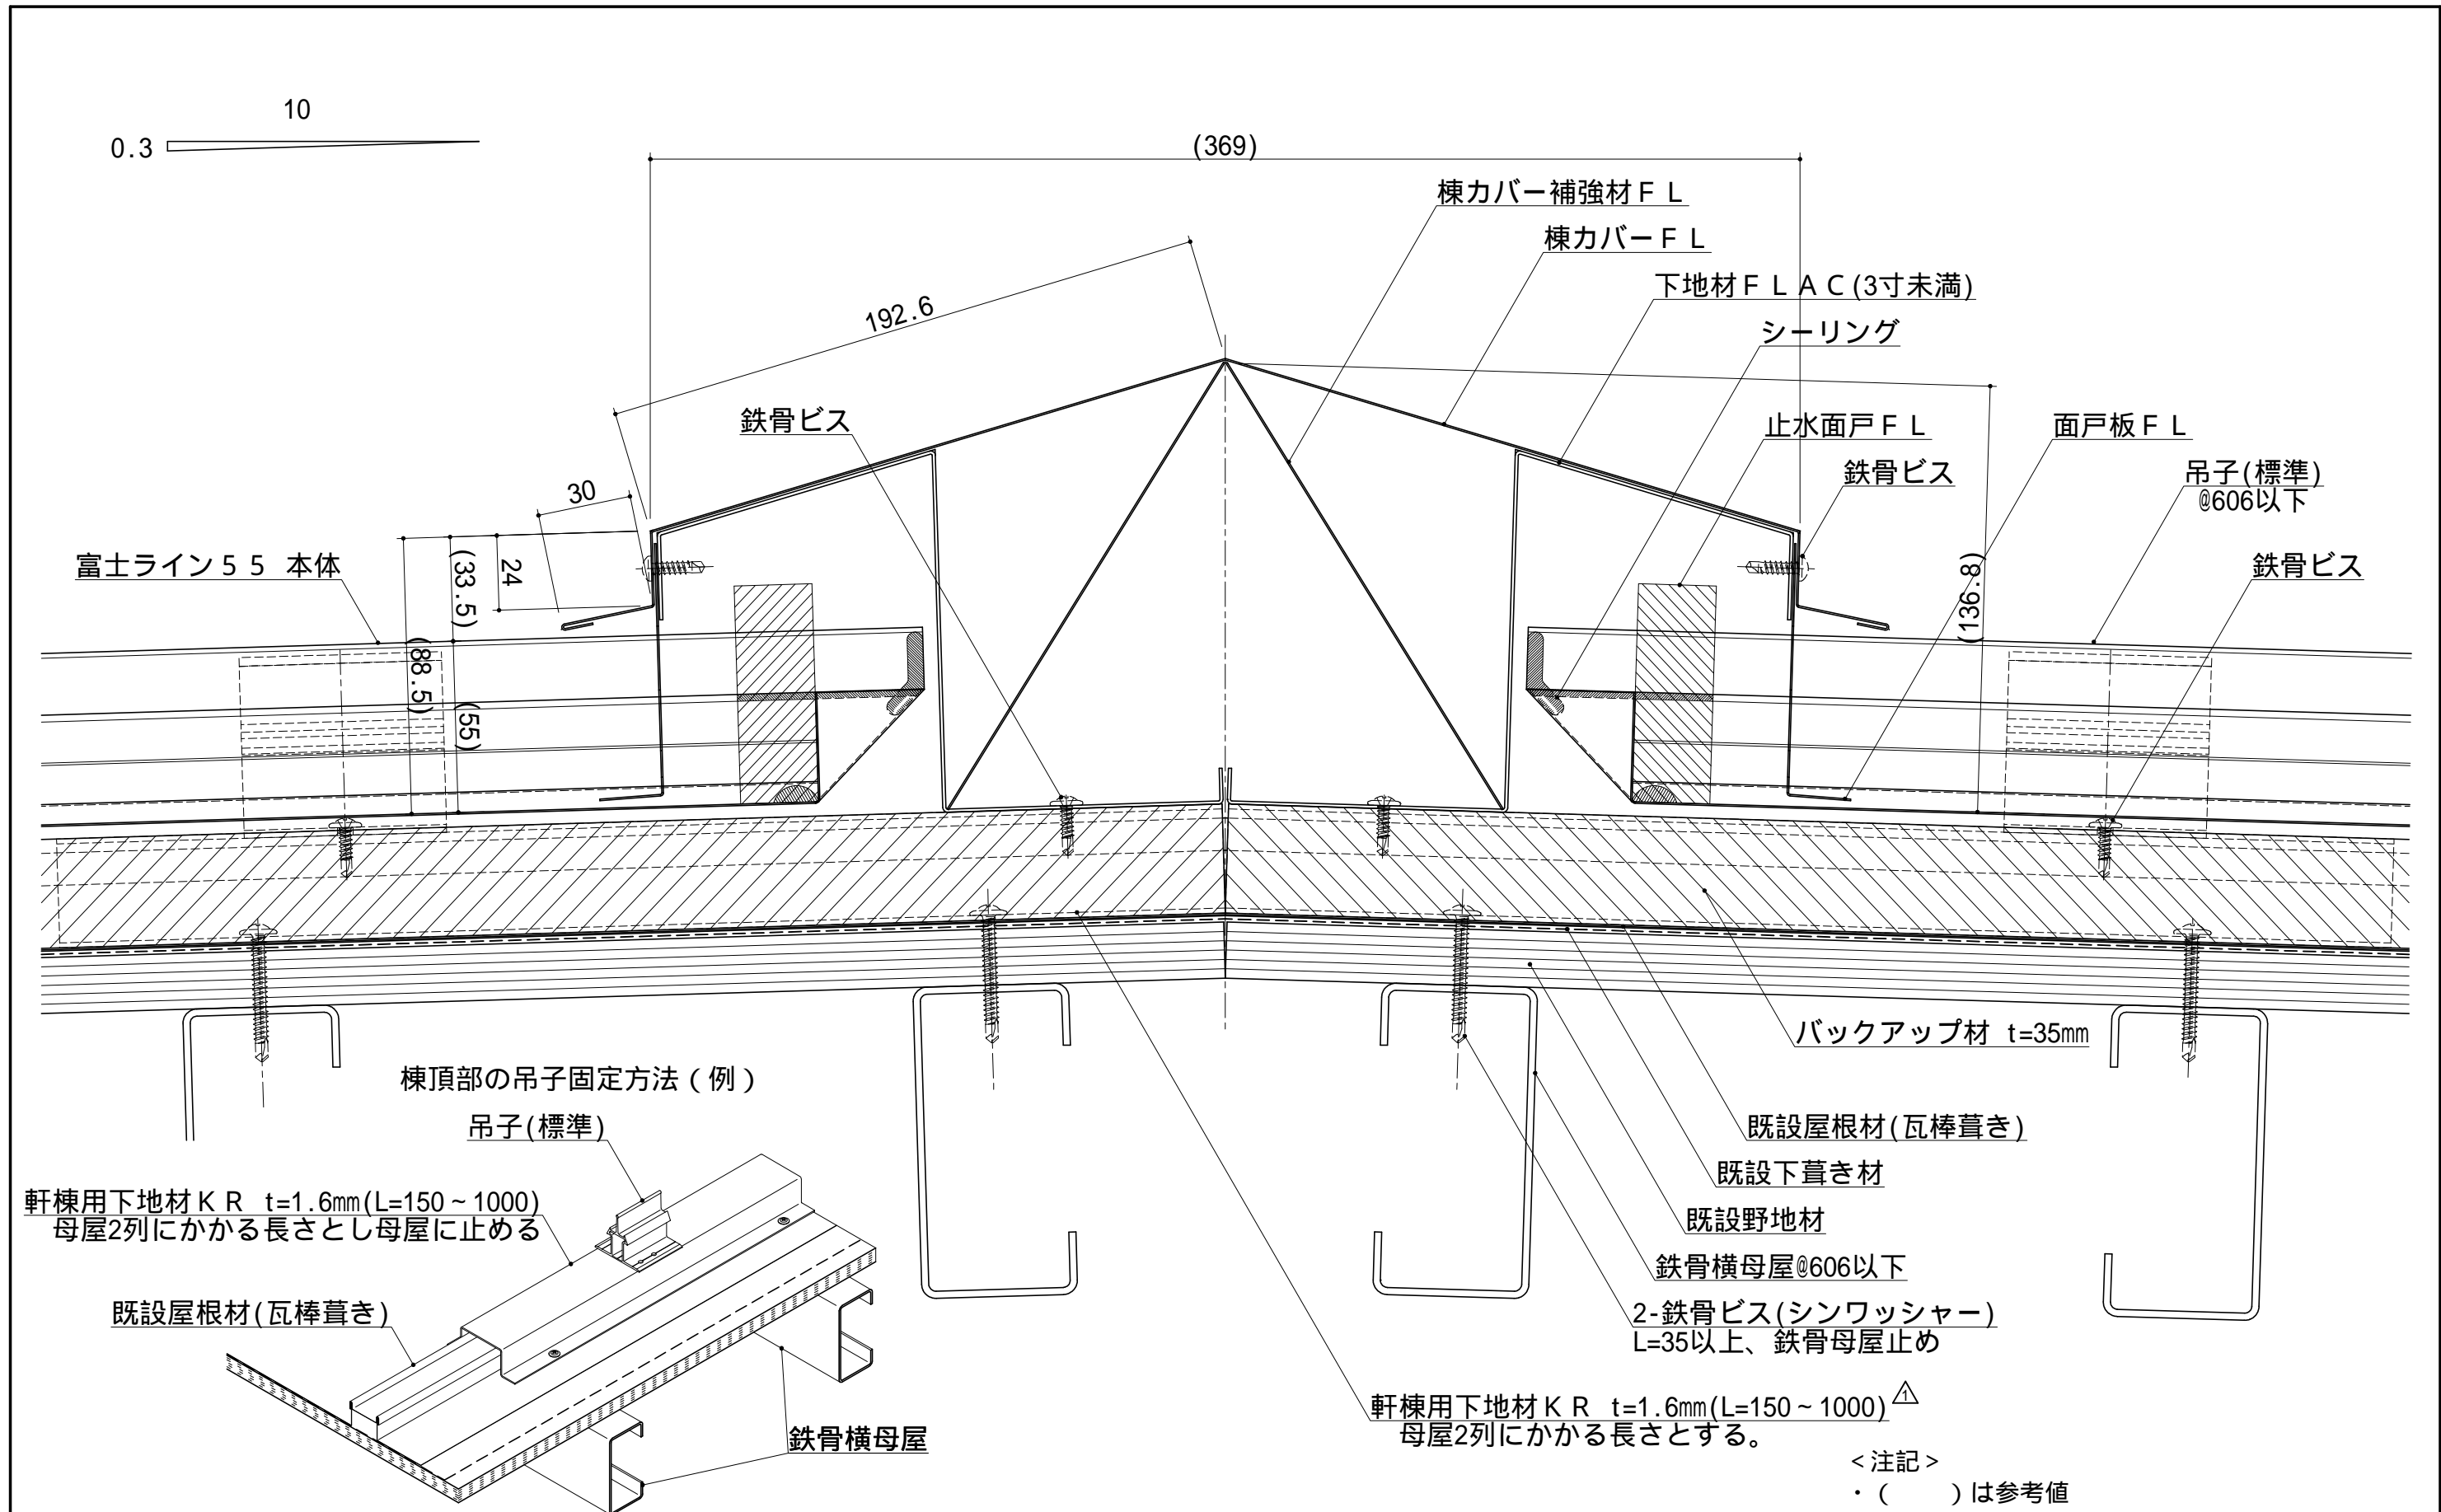 10
0.3
(369)
棟カバー補強材ＦＬ
棟カバーＦＬ
下地材ＦＬＡＣ(3寸未満)
シーリング
192.6
鉄骨ビス
止水面戸ＦＬ
面戸板ＦＬ
鉄骨ビス
吊子(標準)
@606以下
30
24
(33.5)
(88.5)
(55)
(136.8)
富士ライン５５ 本体
鉄骨ビス
バックアップ材 t=35㎜
棟頂部の吊子固定方法（例）
吊子(標準)
既設屋根材(瓦棒葺き)
既設下葺き材
軒棟用下地材ＫＲ t=1.6㎜(L=150～1000)
母屋2列にかかる長さとし母屋に止める
既設野地材
鉄骨横母屋@606以下
既設屋根材(瓦棒葺き)
2-鉄骨ビス(シンワッシャー)
L=35以上、鉄骨母屋止め
軒棟用下地材ＫＲ t=1.6㎜(L=150～1000) 1
母屋2列にかかる長さとする。
鉄骨横母屋
＜注記＞
・（　　）は参考値